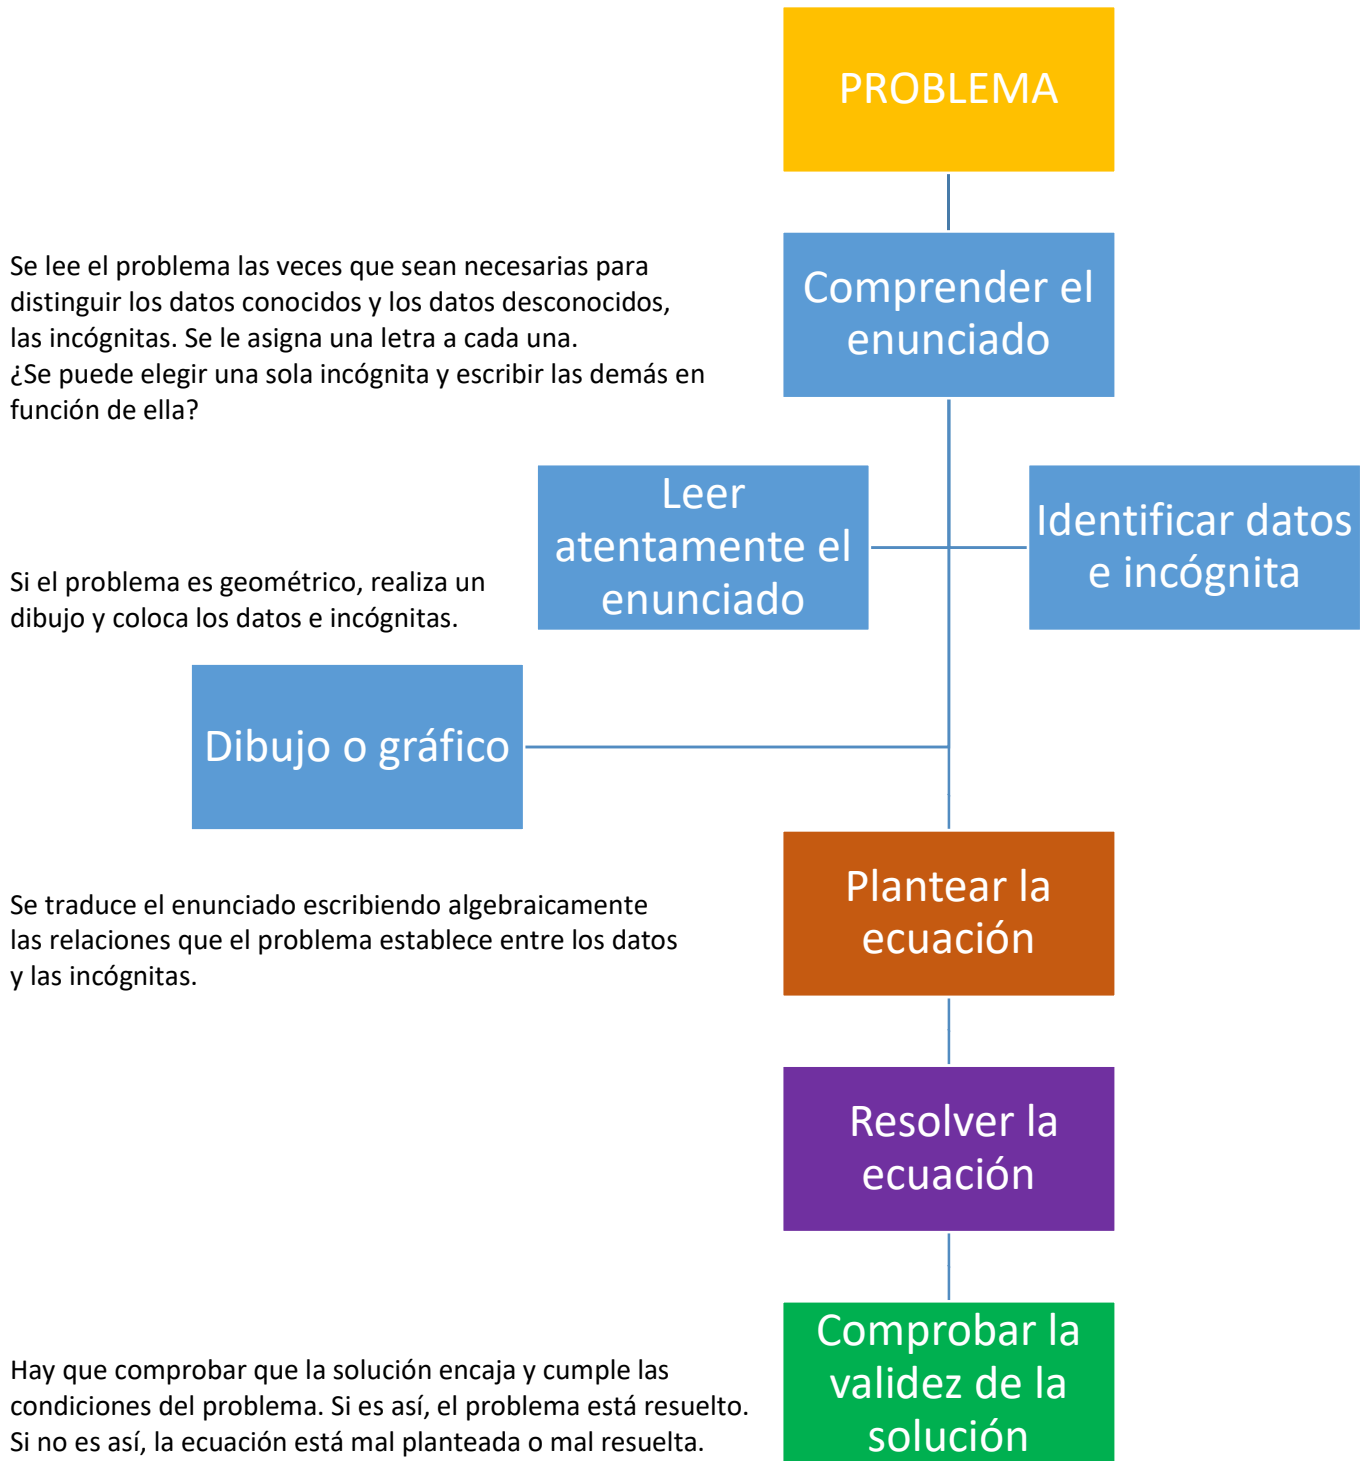 PROBLEMA
Se lee el problema las veces que sean necesarias para
distinguir los datos conocidos y los datos desconocidos,
las incógnitas. Se le asigna una letra a cada una.
¿Se puede elegir una sola incógnita y escribir las demás en
función de ella?
Comprender el
enunciado
Leer
atentamente el
enunciado
Identificar datos
e incógnita
Si el problema es geométrico, realiza un
dibujo y coloca los datos e incógnitas.
Dibujo o gráfico
Se traduce el enunciado escribiendo algebraicamente
las relaciones que el problema establece entre los datos
y las incógnitas.
Plantear la
ecuación
Resolver la
ecuación
Hay que comprobar que la solución encaja y cumple las
condiciones del problema. Si es así, el problema está resuelto.
Si no es así, la ecuación está mal planteada o mal resuelta.
Comprobar la
validez de la
solución